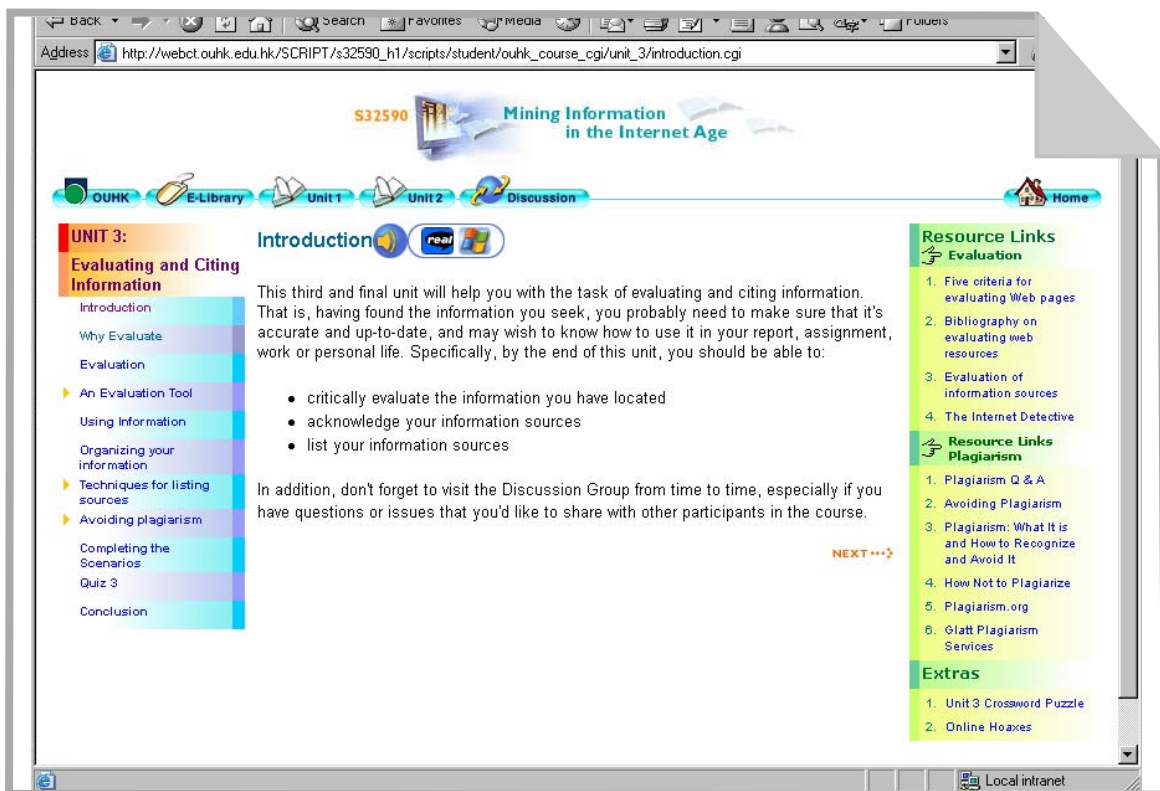 Back
Search
Favorites
Media
Folders
Address http://webct.ouhk.edu.hk/SCRIPT/s32590_h1/scripts/student/ouhk_course_cgi/unit_3/introduction.cgi
S32590
Mining Information
in the Internet Age
OUHK
E-Library
Unit 1
Unit 2
Discussion
Home
UNIT 3:
Evaluating and Citing
Information
Introduction
Why Evaluate
Evaluation
An Evaluation Tool
Using Information
Organizing your
information
Techniques for listing
sources
Avoiding plagiarism
Completing the
Scenarios
Quiz 3
Conclusion
Introduction
real
This third and final unit will help you with the task of evaluating and citing information.
That is, having found the information you seek, you probably need to make sure that it's
accurate and up-to-date, and may wish to know how to use it in your report, assignment,
work or personal life. Specifically, by the end of this unit, you should be able to:
• critically evaluate the information you have located
• acknowledge your information sources
• list your information sources
In addition, don't forget to visit the Discussion Group from time to time, especially if you
have questions or issues that you'd like to share with other participants in the course.
NEXT
Resource Links
Evaluation
1. Five criteria for
evaluating Web pages
2. Bibliography on
evaluating web
resources
3. Evaluation of
information sources
4. The Internet Detective
Resource Links
Plagiarism
1. Plagiarism Q & A
2. Avoiding Plagiarism
3. Plagiarism: What It is
and How to Recognize
and Avoid It
4. How Not to Plagiarize
5. Plagiarism.org
6. Glatt Plagiarism
Services
Extras
1. Unit 3 Crossword Puzzle
2. Online Hoaxes
Local intranet